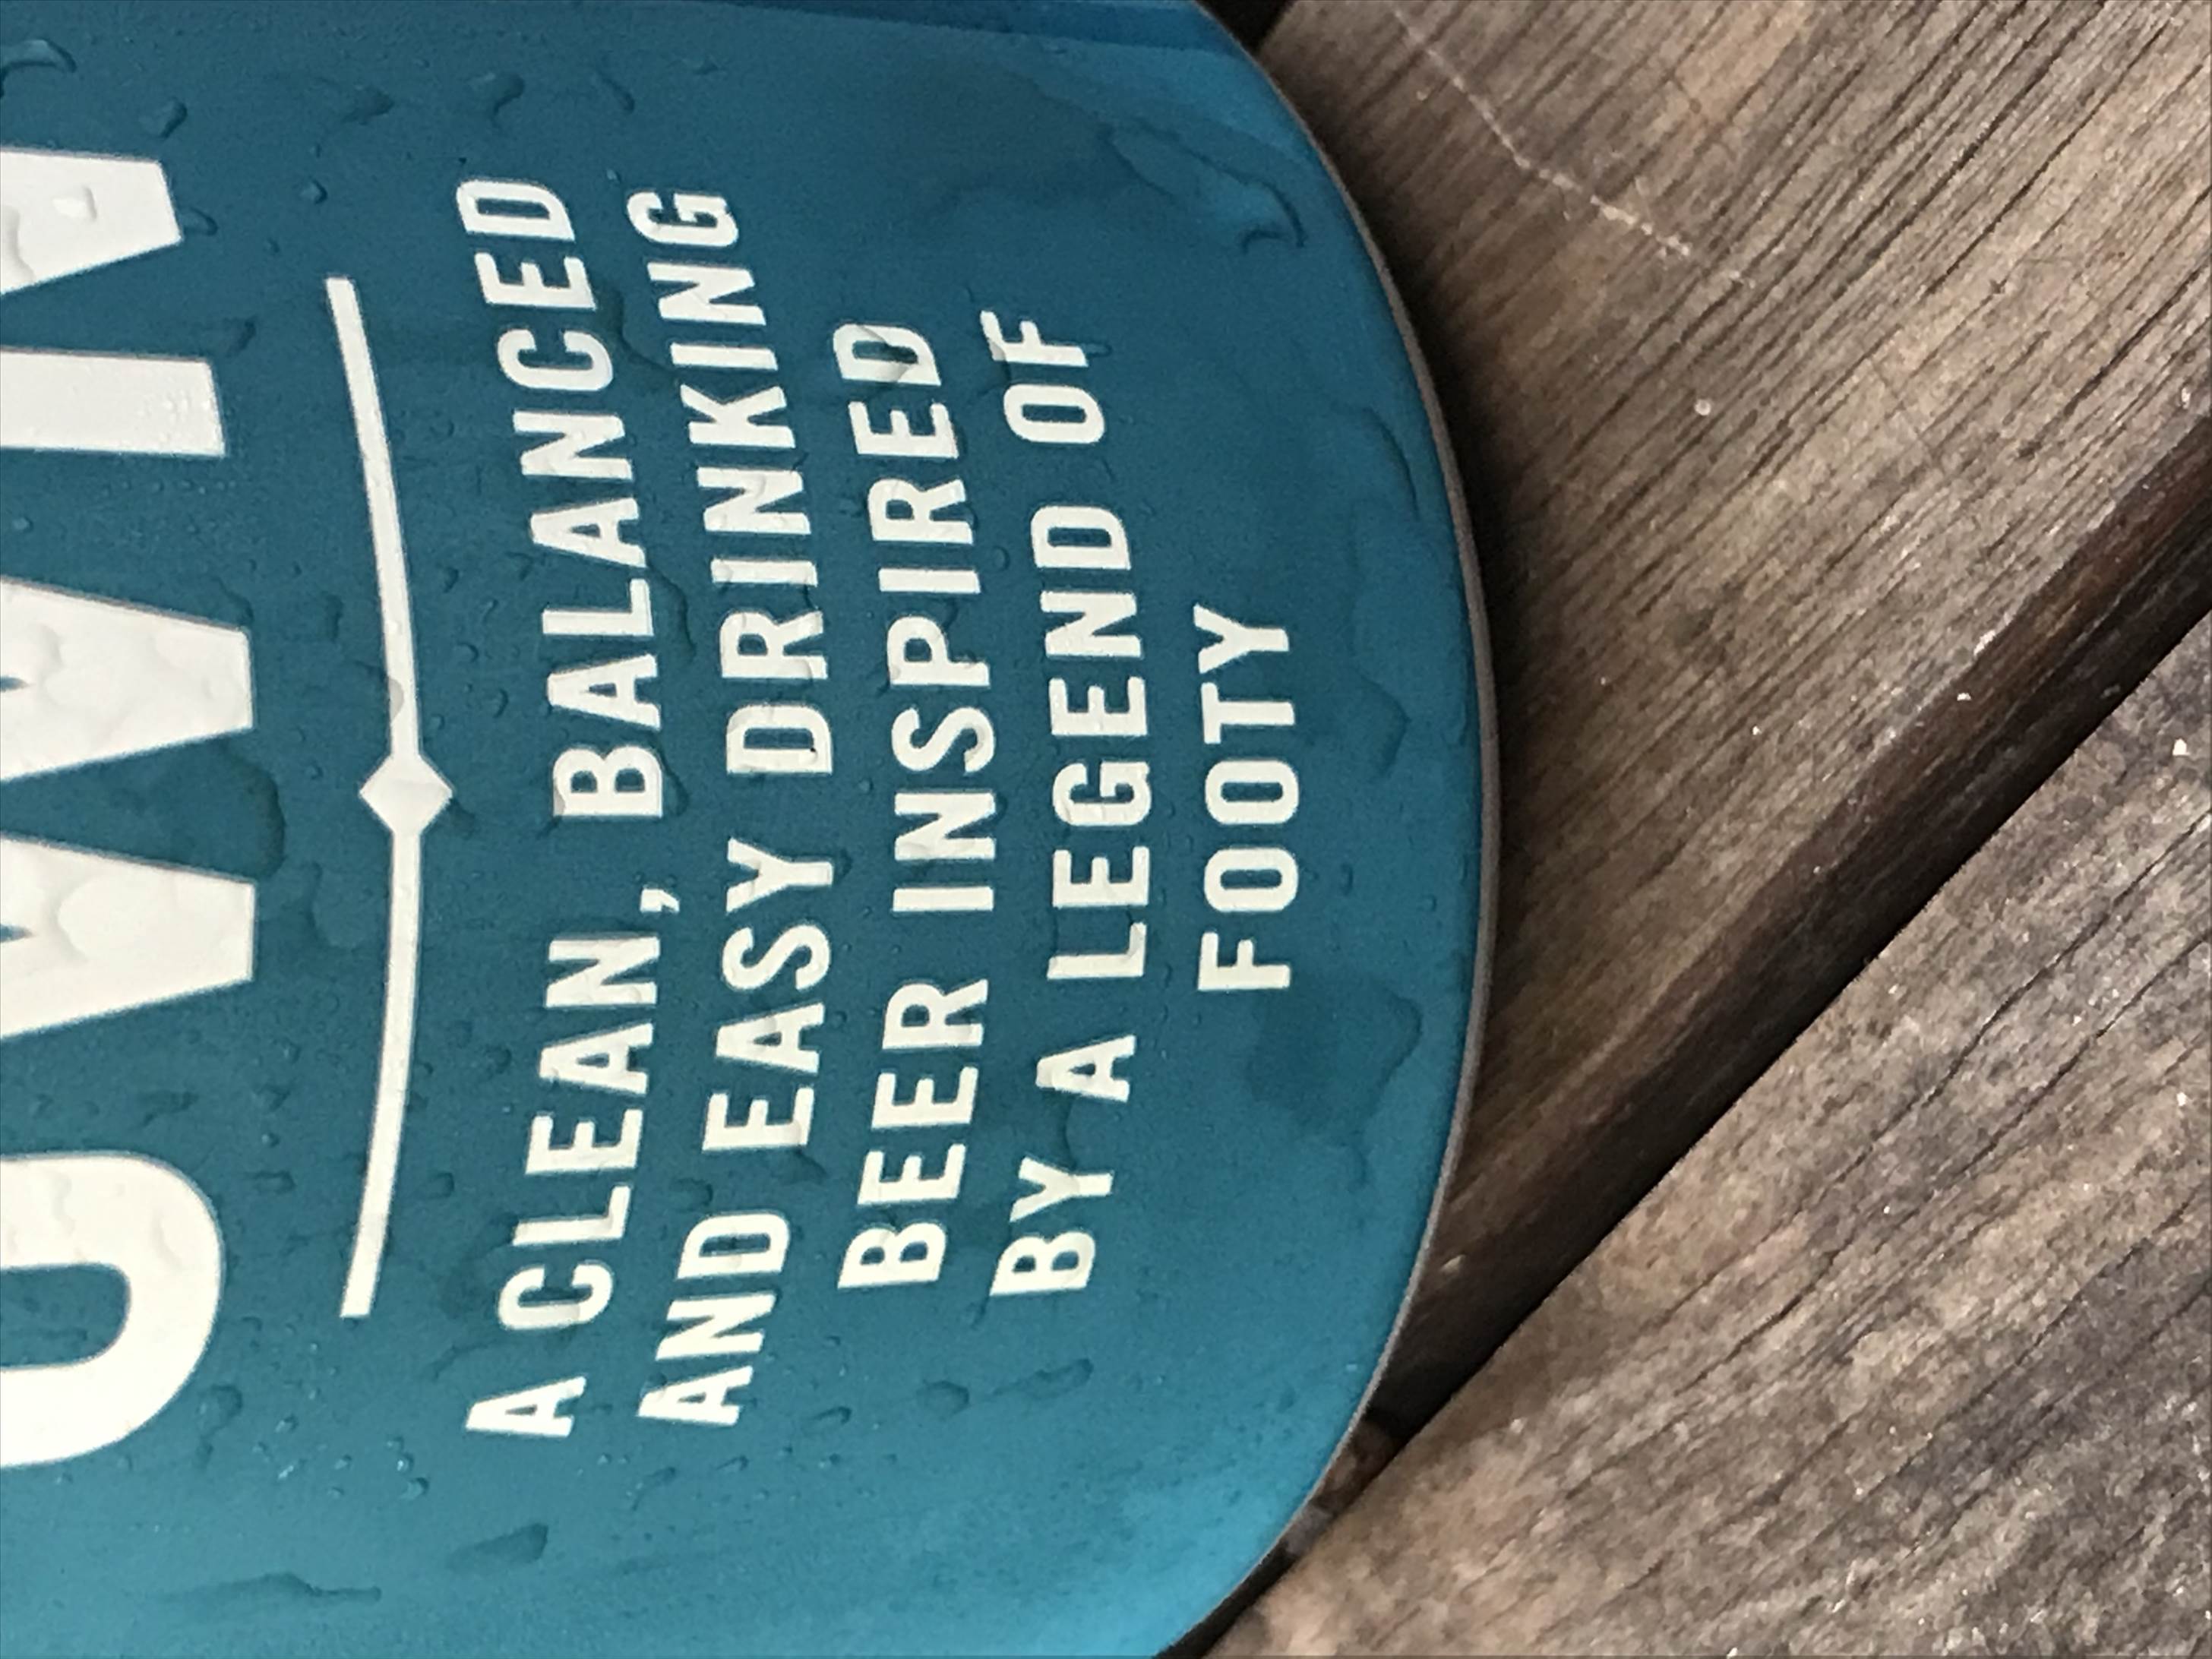 A CLEAN, BALANCED
AND EASY DRINKING
BEER INSPIRED
BY A LEGEND OF
FOOTY